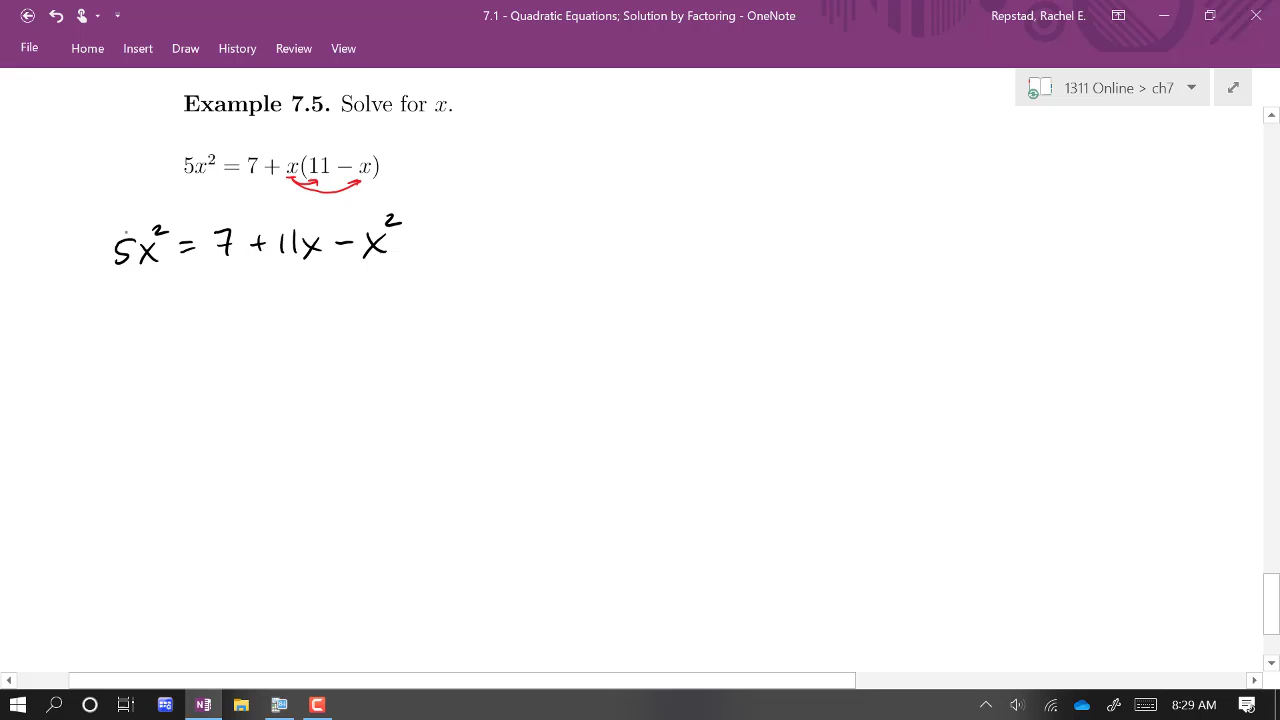 7.1 - Quadratic Equations; Solution by Factoring - OneNote
Repstad, Rachel E.
File Home Insert Draw History Review View
1311 Online > ch7
Example 7.5. Solve for x.
5x² = 7 + x(11 − x)
5x² = 7 + 11x − x²
8:29 AM